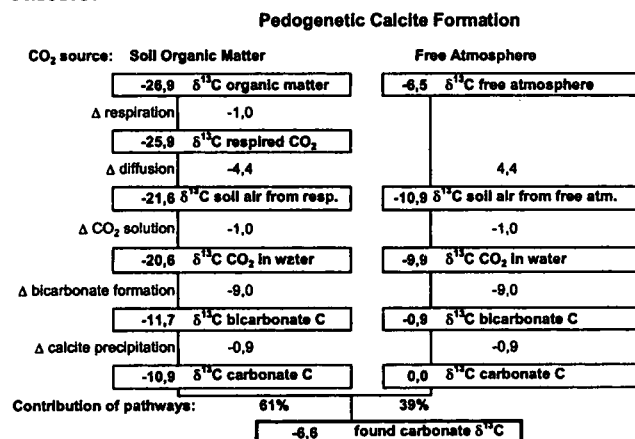 Pedogenetic Calcite Formation
CO₂ source: Soil Organic Matter Free Atmosphere
-26,9 δ¹³C organic matter -6,5 δ¹³C free atmosphere
Δ respiration -1,0
-25,9 δ¹³C respired CO₂
Δ diffusion -4,4 4,4
-21,6 δ¹³C soil air from resp. -10,9 δ¹³C soil air from free atm.
Δ CO₂ solution -1,0 -1,0
-20,6 δ¹³C CO₂ in water -9,9 δ¹³C CO₂ in water
Δ bicarbonate formation -9,0 -9,0
-11,7 δ¹³C bicarbonate C -0,9 δ¹³C bicarbonate C
Δ calcite precipitation -0,9 -0,9
-10,9 δ¹³C carbonate C 0,0 δ¹³C carbonate C
Contribution of pathways: 61% 39%
-6,6 found carbonate δ¹³C